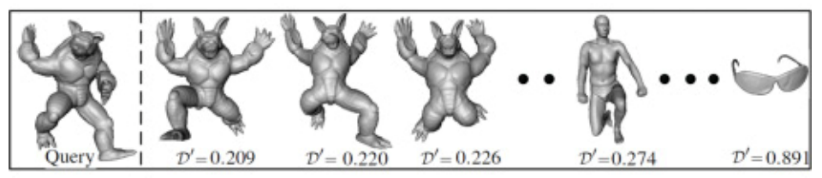 Query
𝒟′=0.209
𝒟′=0.220
𝒟′=0.226
𝒟′=0.274
𝒟′=0.891